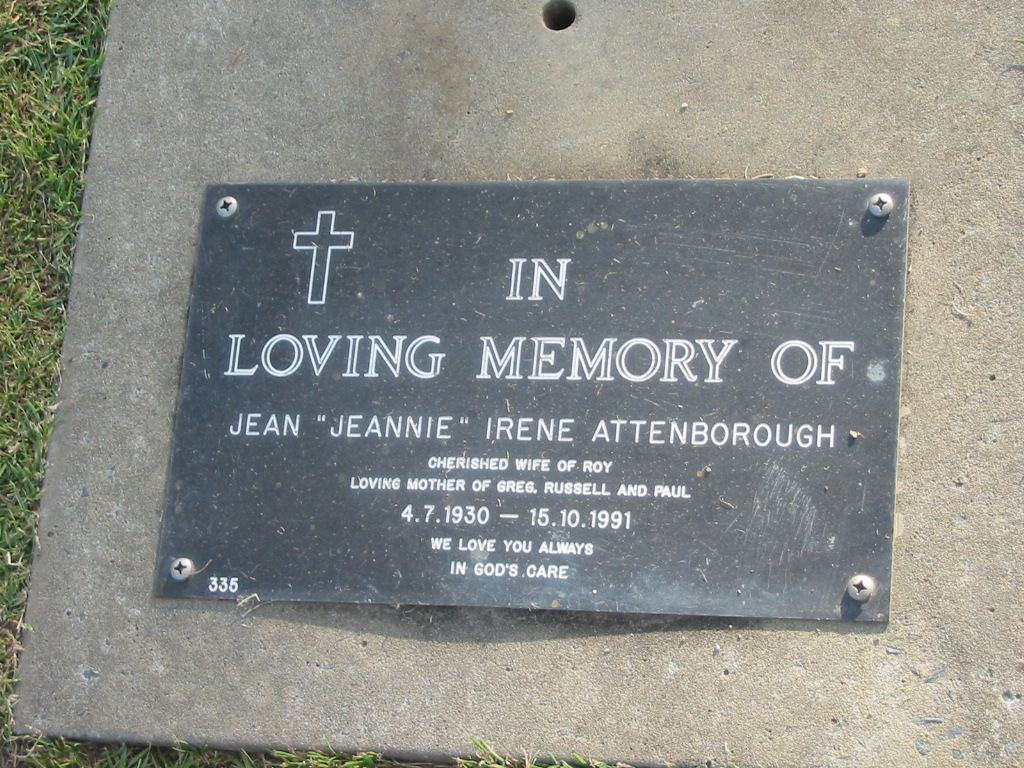 IN
LOVING MEMORY OF
JEAN "JEANNIE" IRENE ATTENBOROUGH
CHERISHED WIFE OF ROY
LOVING MOTHER OF GREG, RUSSELL AND PAUL
4.7.1930 — 15.10.1991
WE LOVE YOU ALWAYS
IN GOD'S CARE
335